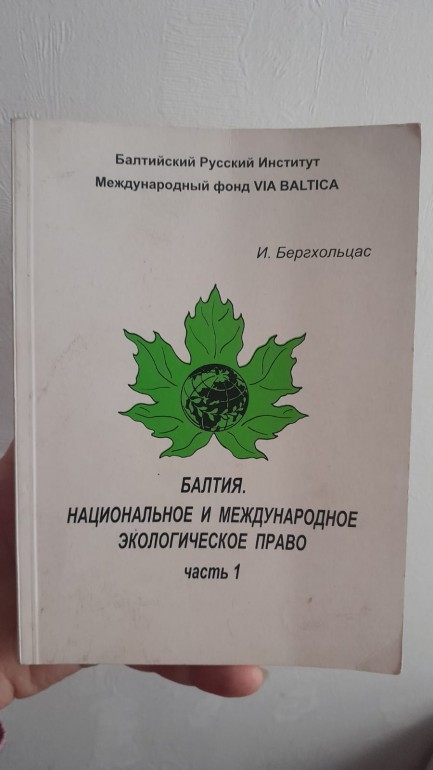 Балтийский Русский Институт
Международный фонд VIA BALTICA
И. Бергхольцас
БАЛТИЯ.
НАЦИОНАЛЬНОЕ И МЕЖДУНАРОДНОЕ
ЭКОЛОГИЧЕСКОЕ ПРАВО
часть 1